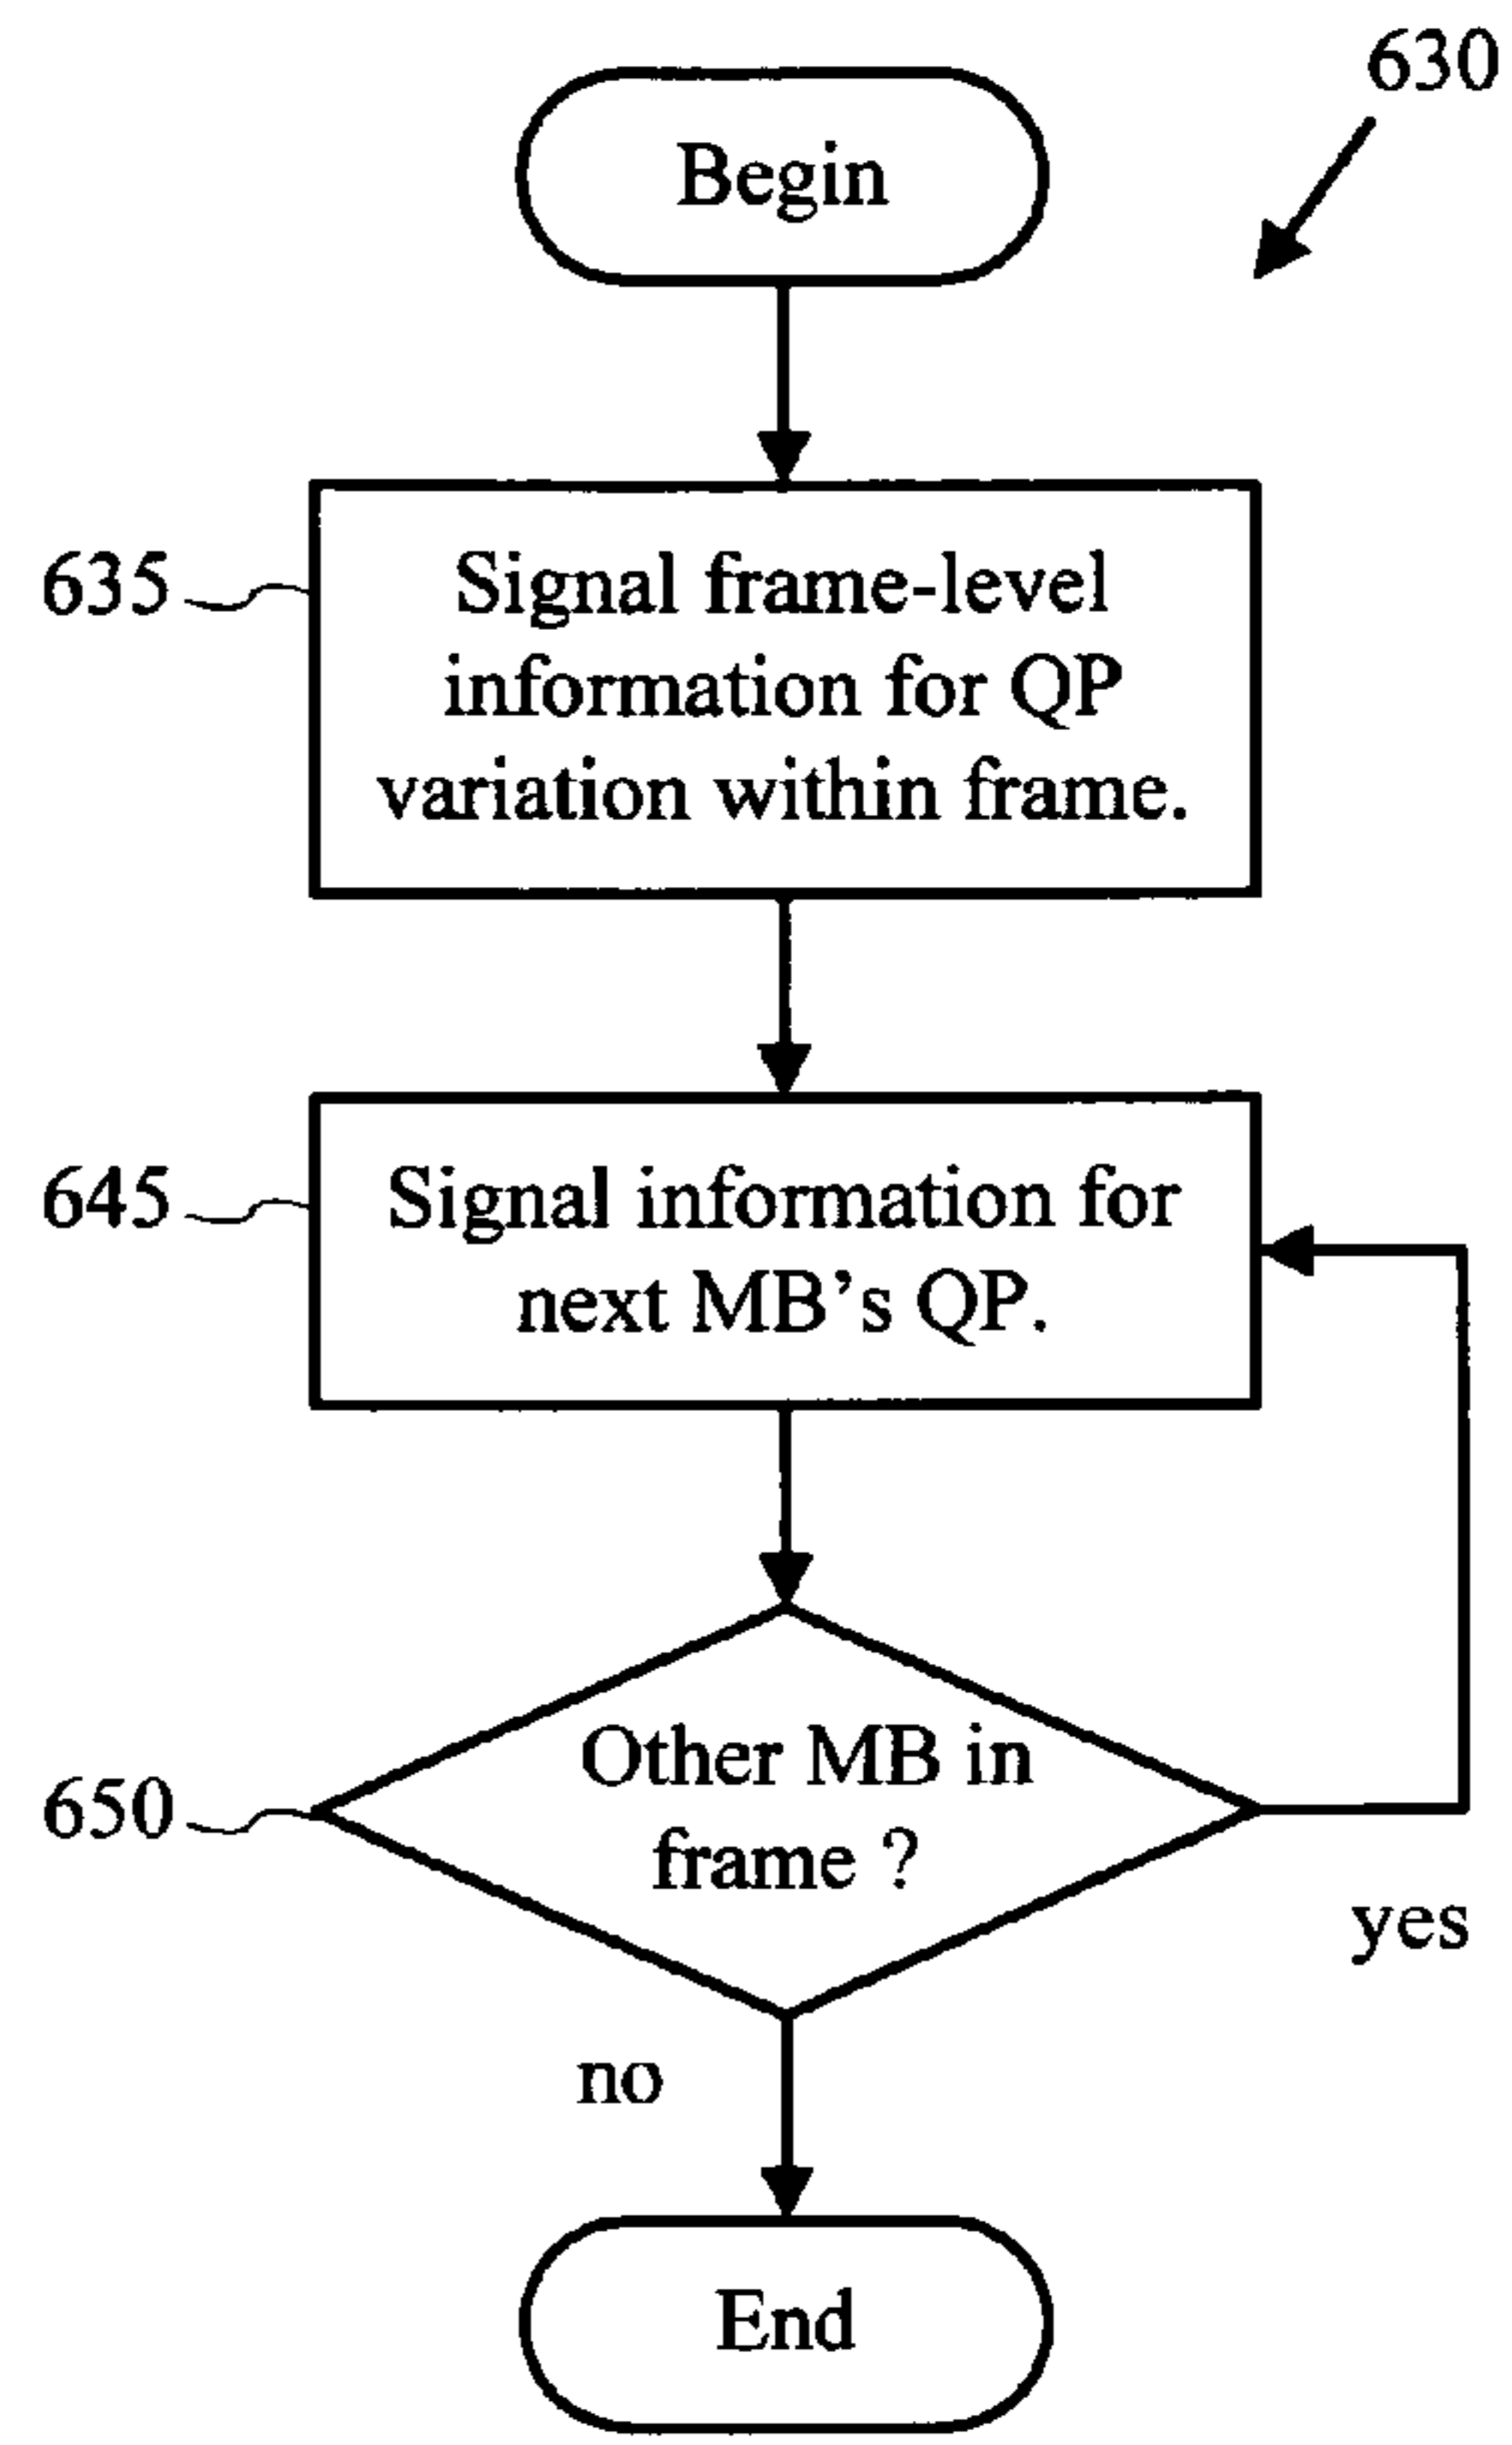 630
Begin
635
Signal frame-level
information for QP
variation within frame.
645
Signal information for
next MB’s QP.
650
Other MB in
frame ?
yes
no
End